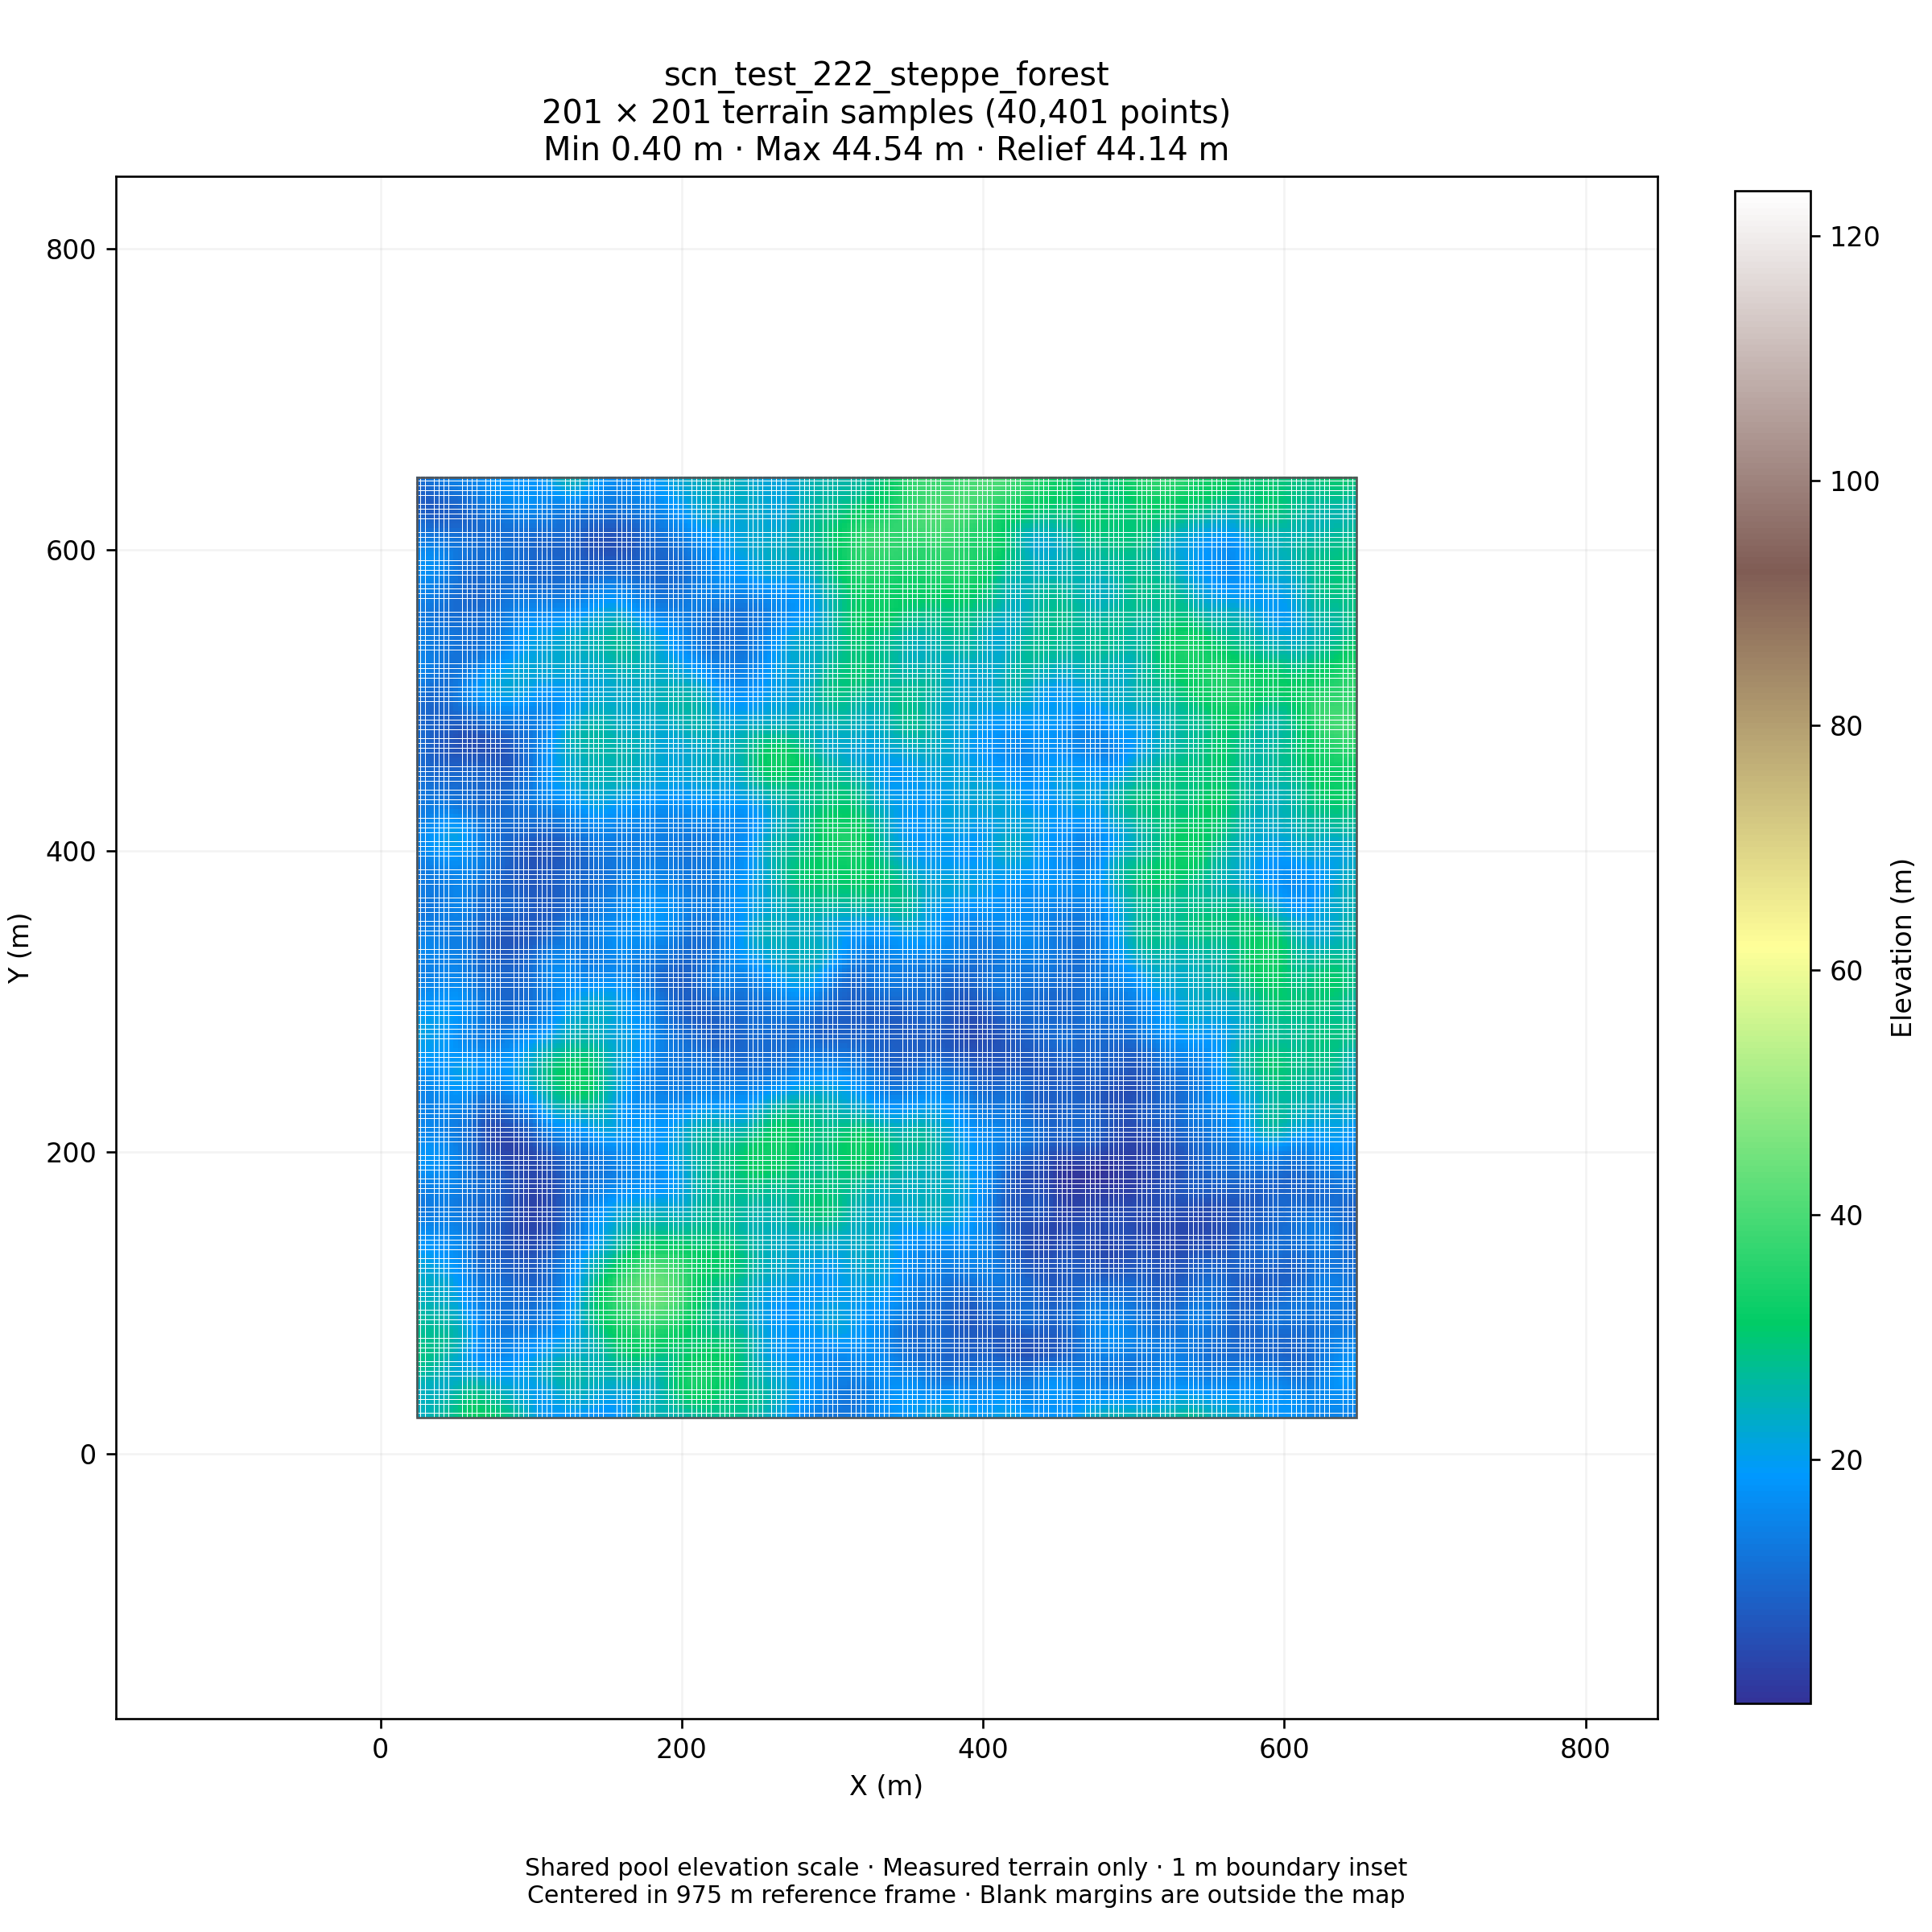 scn_test_222_steppe_forest
201 × 201 terrain samples (40,401 points)
Min 0.40 m · Max 44.54 m · Relief 44.14 m
800
600
400
200
0
Y (m)
0
200
400
600
800
X (m)
120
100
80
60
40
20
Elevation (m)
Shared pool elevation scale · Measured terrain only · 1 m boundary inset
Centered in 975 m reference frame · Blank margins are outside the map